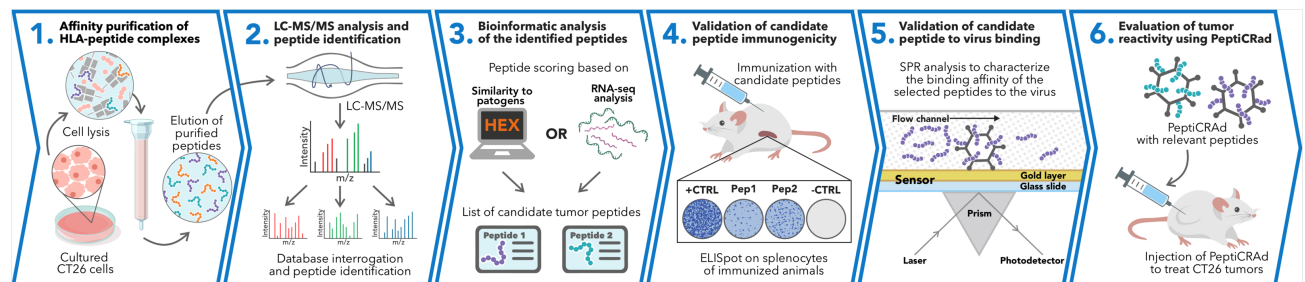 1. Affinity purification of
HLA-peptide complexes
Cell lysis
Elution of
purified
peptides
Cultured
CT26 cells
2. LC-MS/MS analysis and
peptide identification
LC-MS/MS
Intensity
m/z
Intensity
m/z
Intensity
m/z
Intensity
m/z
Database interrogation
and peptide identification
3. Bioinformatic analysis
of the identified peptides
Peptide scoring based on
Similarity to
patogens
HEX
OR
RNA-seq
analysis
List of candidate tumor peptides
Peptide 1
Peptide 2
4. Validation of candidate
peptide immunogenicity
Immunization with
candidate peptides
+CTRL Pep1 Pep2 -CTRL
ELISpot on splenocytes
of immunized animals
5. Validation of candidate
peptide to virus binding
SPR analysis to characterize
the binding affinity of the
selected peptides to the virus
Flow channel
Sensor
Gold layer
Glass slide
Prism
Laser
Photodetector
6. Evaluation of tumor
reactivity using PeptiCRad
PeptiCRAd
with relevant peptides
Injection of PeptiCRAd
to treat CT26 tumors